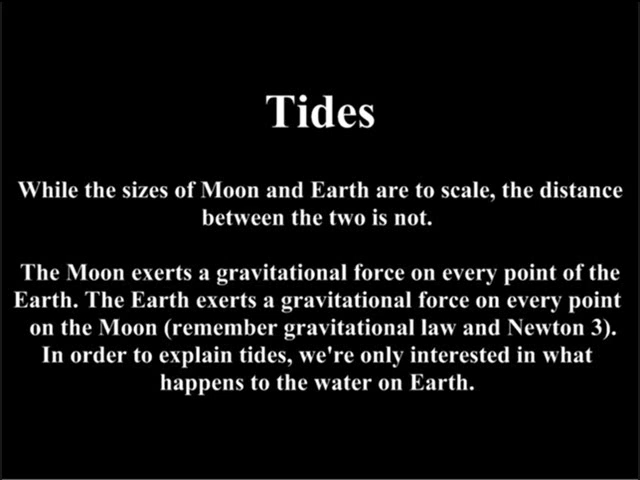 Tides
While the sizes of Moon and Earth are to scale, the distance
between the two is not.
The Moon exerts a gravitational force on every point of the
Earth. The Earth exerts a gravitational force on every point
on the Moon (remember gravitational law and Newton 3).
In order to explain tides, we're only interested in what
happens to the water on Earth.